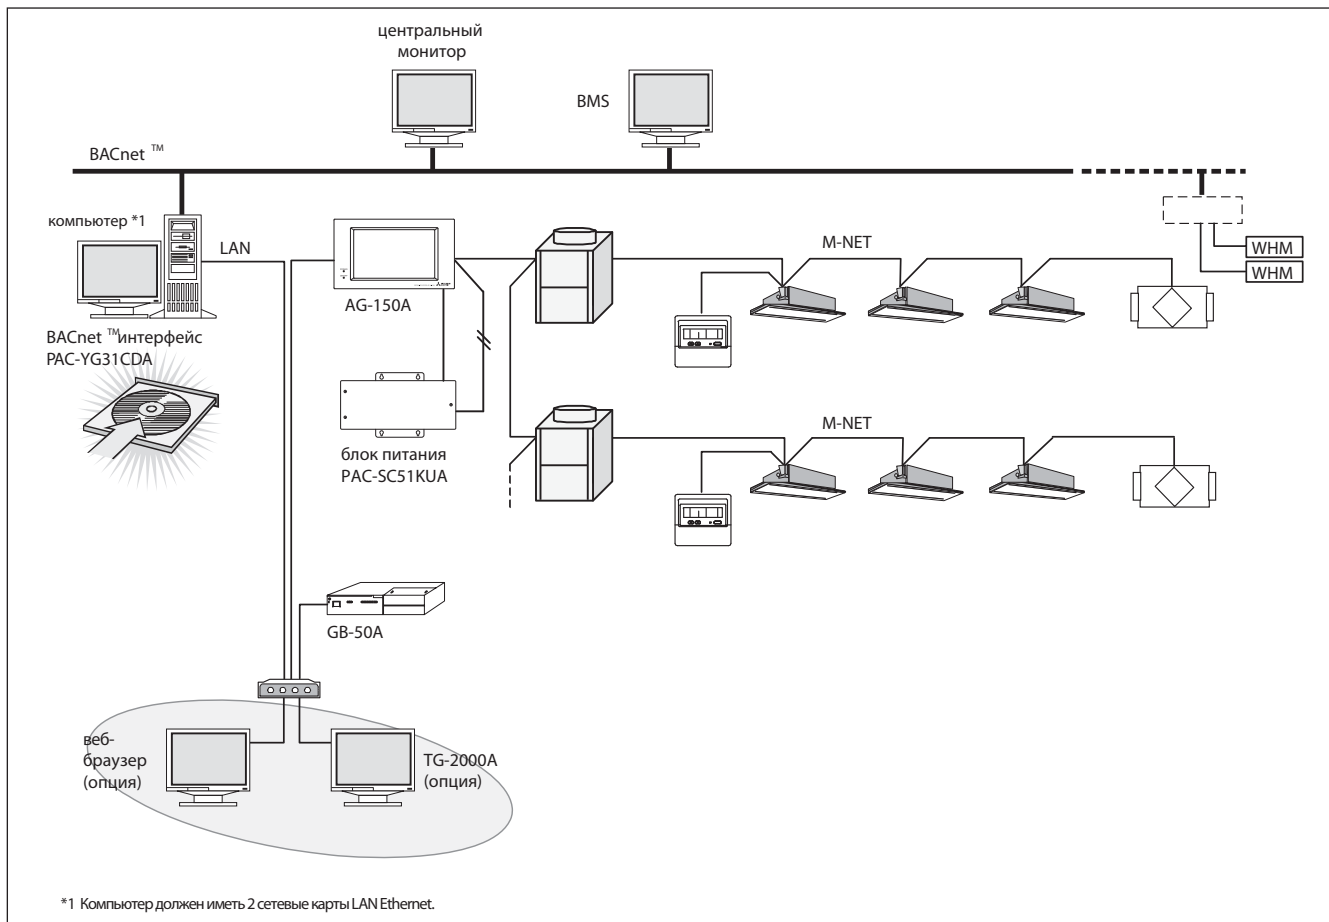 центральный
монитор
BMS
BACnet ™
компьютер *1
LAN
M-NET
WHM
WHM
AG-150A
BACnet ™интерфейс
PAC-YG31CDA
M-NET
блок питания
PAC-SC51KUA
GB-50A
веб-
браузер
(опция)
TG-2000A
(опция)
*1 Компьютер должен иметь 2 сетевые карты LAN Ethernet.